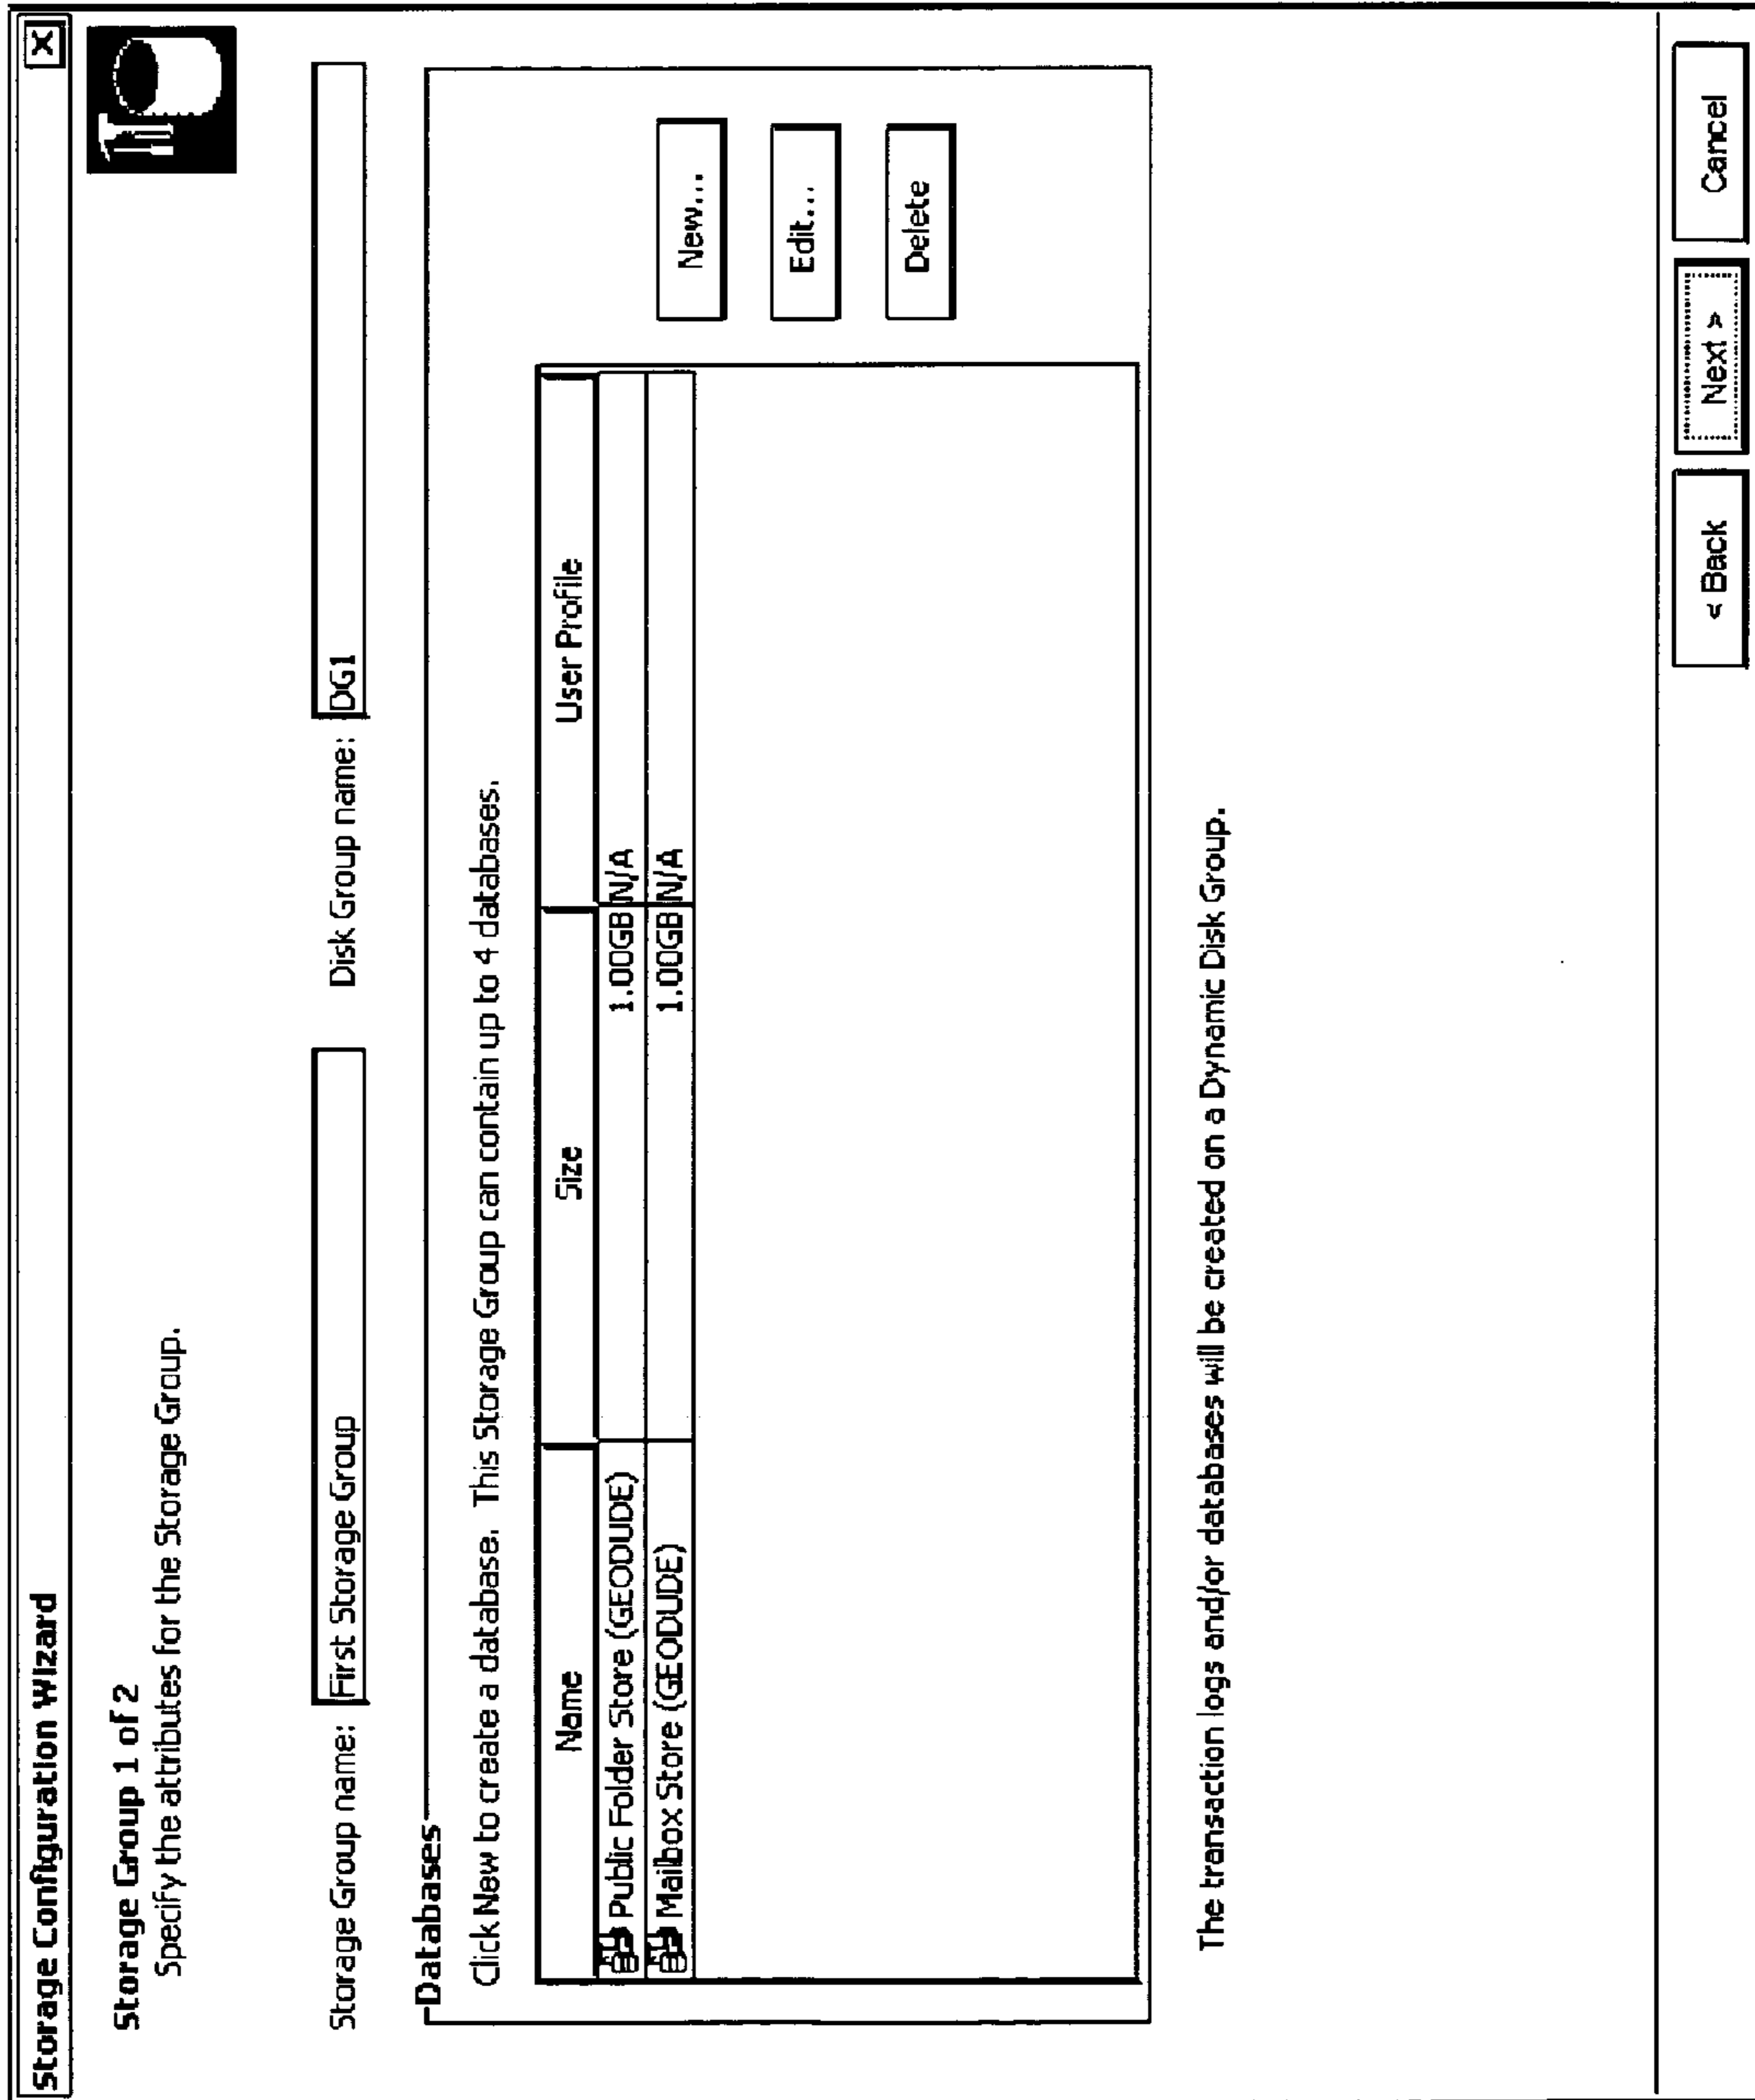 Storage Configuration Wizard
Storage Group 1 of 2
Specify the attributes for the Storage Group.
Storage Group name: First Storage Group Disk Group name: DG1
Databases
Click New to create a database. This Storage Group can contain up to 4 databases.
Name Size User Profile
Public Folder Store (GEODUDE) 1.00GB N/A
Mailbox Store (GEODUDE) 1.00GB N/A
New...
Edit...
Delete
The transaction logs and/or databases will be created on a Dynamic Disk Group.
< Back Next > Cancel